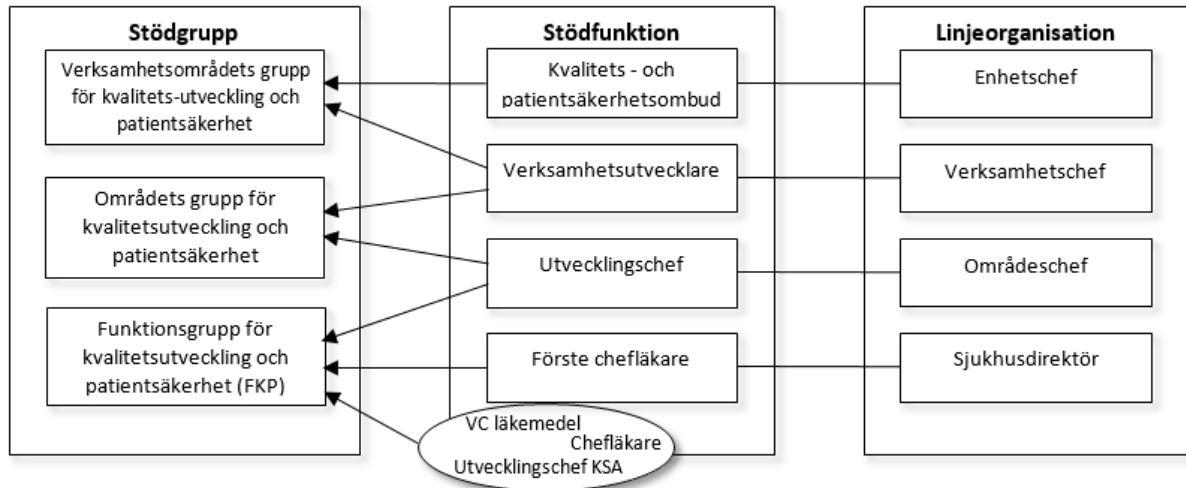 Stödgrupp
Verksamhetsområdets grupp
för kvalitets-utveckling och
patientsäkerhet
Områdets grupp för
kvalitetsutveckling och
patientsäkerhet
Funktionsgrupp för
kvalitetsutveckling och
patientsäkerhet (FKP)
Stödfunktion
Kvalitets - och
patientsäkerhetsombud
Verksamhetsutvecklare
Utvecklingschef
Förste chefläkare
VC läkemedel
Chefläkare
Utvecklingschef KSA
Linjeorganisation
Enhetschef
Verksamhetschef
Områdeschef
Sjukhusdirektör